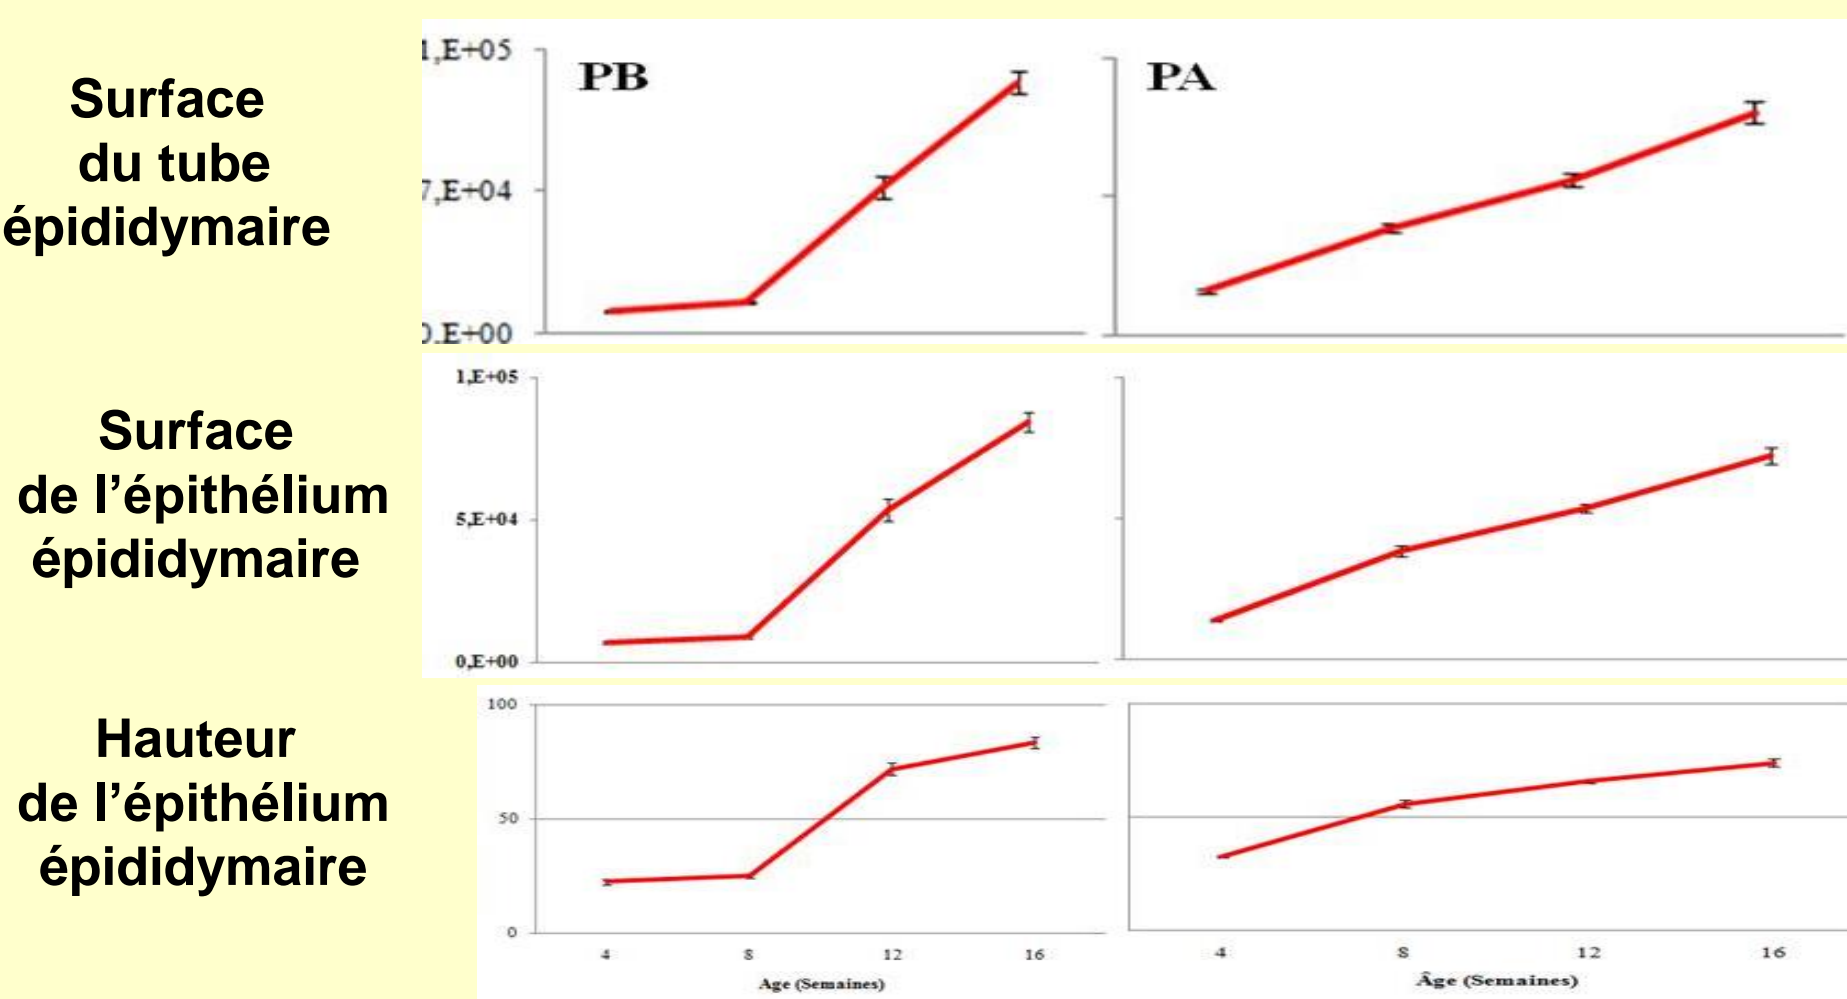 Surface
du tube
épididymaire
1,E+05
7,E+04
0,E+00
PB
PA
Surface
de l’épithélium
épididymaire
1,E+05
5,E+04
0,E+00
Hauteur
de l’épithélium
épididymaire
100
50
0
4 8 12 16
Age (Semaines)
4 8 12 16
Âge (Semaines)